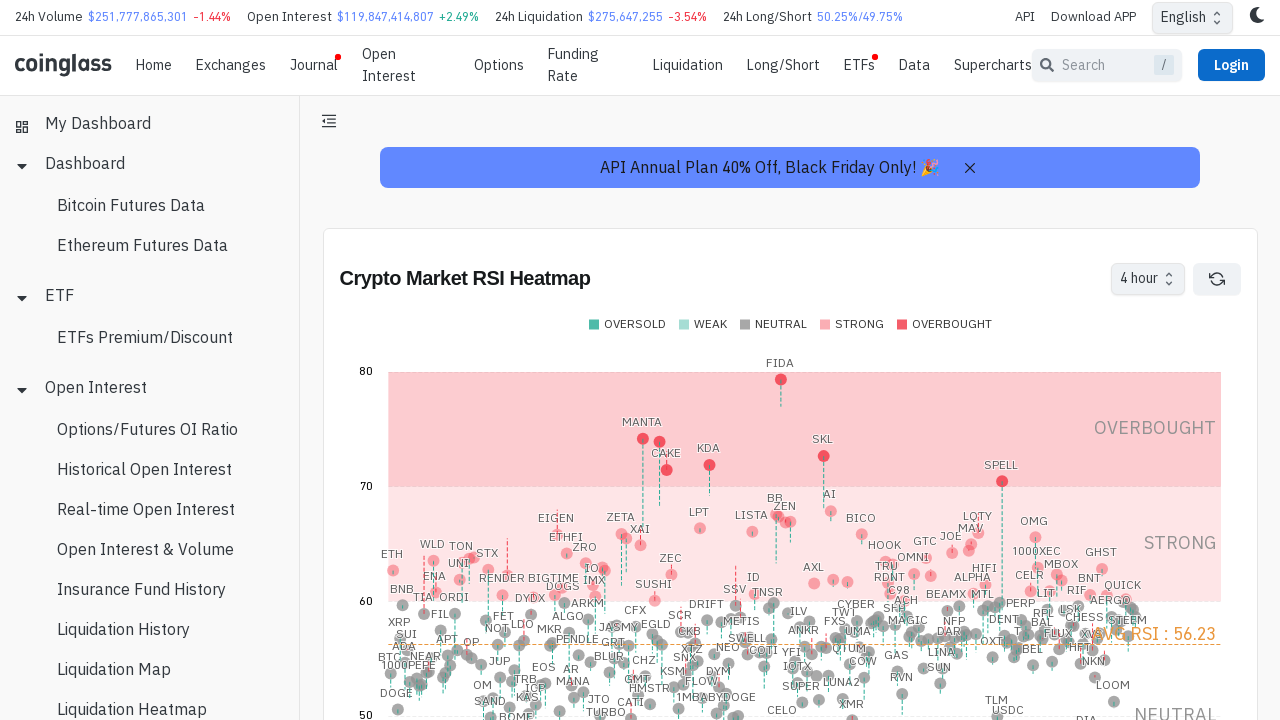 24h Volume $251,777,865,301 -1.44% Open Interest $119,847,414,807 +2.49% 24h Liquidation $275,647,255 -3.54% 24h Long/Short 50.25%/49.75% API Download APP English
coinglass Home Exchanges Journal Open Interest Options Funding Rate Liquidation Long/Short ETFs Data Supercharts Search / Login
My Dashboard
Dashboard
Bitcoin Futures Data
Ethereum Futures Data
ETF
ETFs Premium/Discount
Open Interest
Options/Futures OI Ratio
Historical Open Interest
Real-time Open Interest
Open Interest & Volume
Insurance Fund History
Liquidation History
Liquidation Map
Liquidation Heatmap
API Annual Plan 40% Off, Black Friday Only! 🎉
Crypto Market RSI Heatmap
4 hour
OVERSOLD WEAK NEUTRAL STRONG OVERBOUGHT
80
FIDA
MANTA
OVERBOUGHT
SKL
CAKE
KDA
SPELL
70
BR
AI
ZEN
LPT
LISTA
EIGEN
ZETA
BICO
LQTY
OMG
XAI
MAV
ETHFI
JOE
STRONG
WLD
TON
ZRO
HOOK
GTC
ETH
STX
1000XEC
GHST
UNI
ZEC
OMNI
MBOX
IO
AXL
TRU
HIFI
ENA
RENDER
BIGTIME
IMX
ID
RDNT
ALPHA
CELR
BNT
BNB
DOGS
SUSHI
SSV
TNSR
C98
BEAMX
MTL
LIT
RIF
QUICK
TIA
ORDI
DYDX
60
ARKM
DRIFT
CYBER
ACH
PERP
AERGO
FIL
FET
ALGO
CFX
SCR
ILV
TWT
SHIB
LSK
XRP
LDO
JASMY
EGLD
METIS
FXS
MAGIC
NFP
DENT
RPL
CHESS
STEEM
SUI
NOT
MKR
CKB
ANKR
UMA
DAR
BAL
AVG RSI : 56.23
ADA
APT
OP
PENDLE
GRT
XTZ
NEO
SWELL
COTI
YFI
QTUM
OXT
FLUX
BTC
NEAR
JUP
BLUR
CHZ
SNX
IOTX
COW
GAS
LINA
BEL
HFT
1000PEPE
EOS
AR
KSM
DYM
SUN
NKN
DOGE
OM
TRB
ICP
MANA
GMT
HMSTR
FLOW
SUPER
LUNA2
RVN
LOOM
SAND
KAS
JTO
CATI
1MBABYDOGE
XMR
TLM
50
BOME
TURBO
CELO
USDC
NEUTRAL
DIA